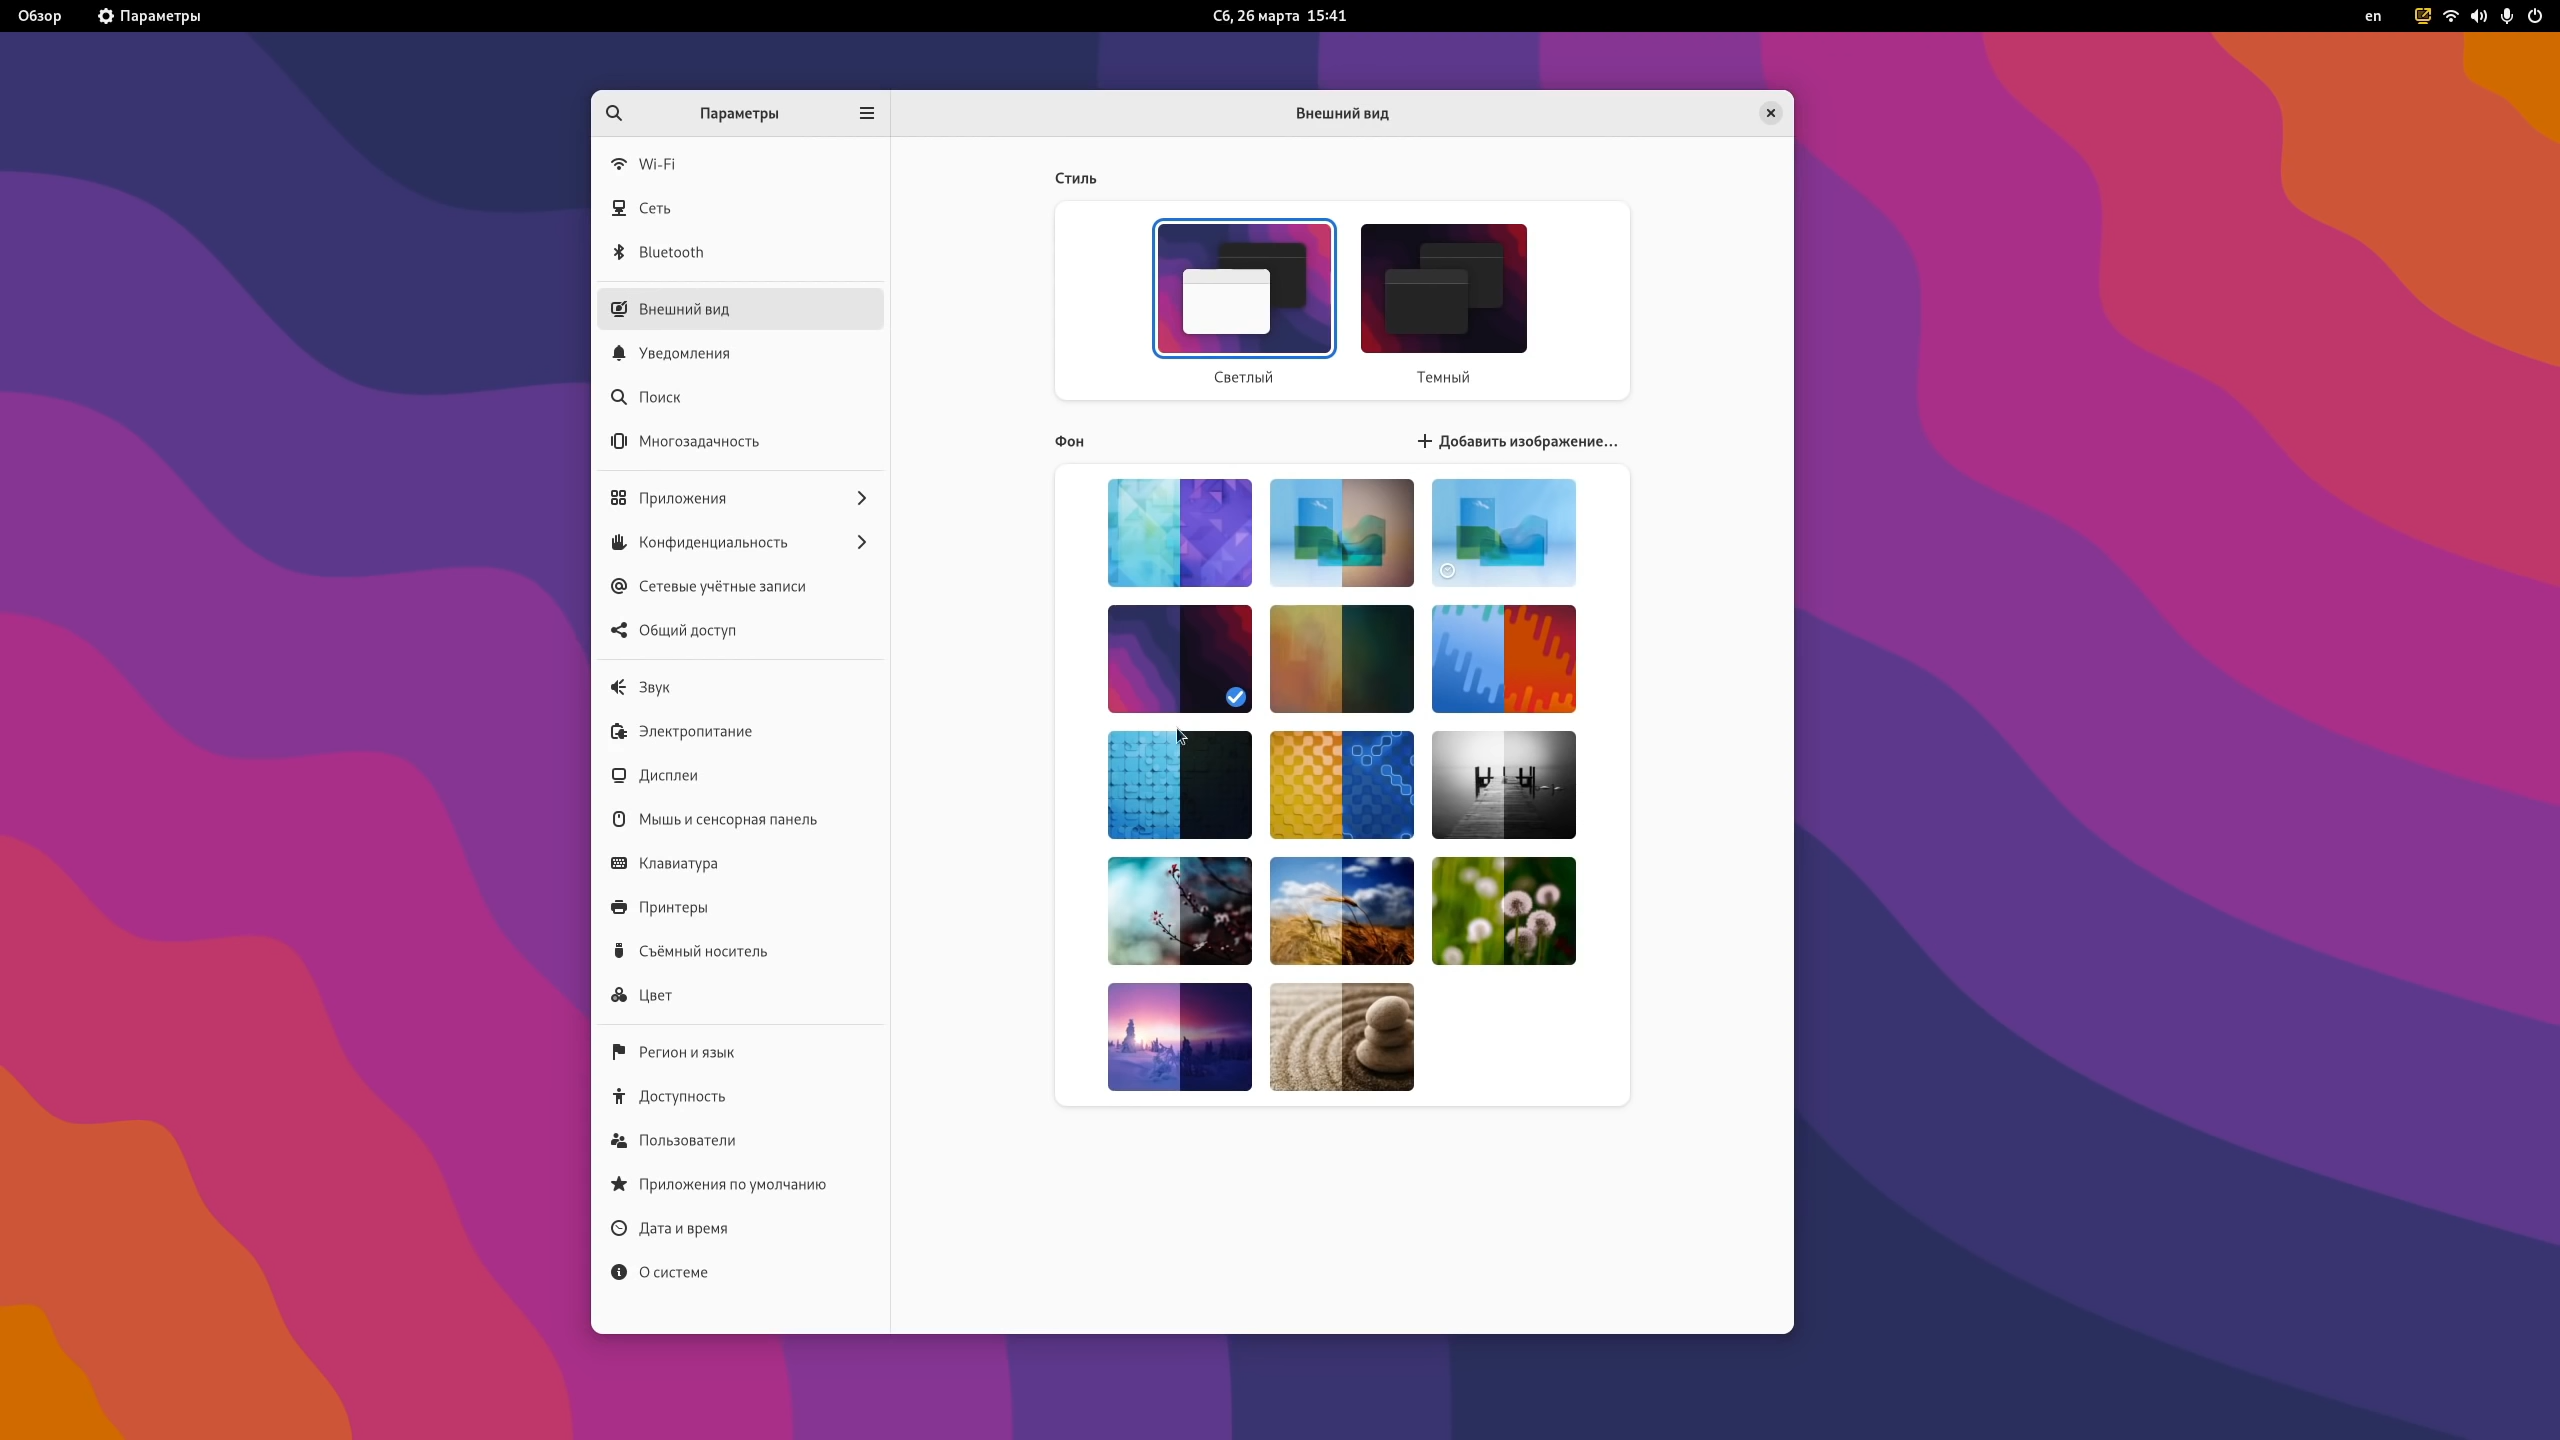 Обзор
Параметры
Сб, 26 марта 15:41
en
Параметры
Внешний вид
Wi-Fi
Сеть
Bluetooth
Внешний вид
Уведомления
Поиск
Многозадачность
Приложения
Конфиденциальность
Сетевые учётные записи
Общий доступ
Звук
Электропитание
Дисплеи
Мышь и сенсорная панель
Клавиатура
Принтеры
Съёмный носитель
Цвет
Регион и язык
Доступность
Пользователи
Приложения по умолчанию
Дата и время
О системе
Стиль
Светлый
Темный
Фон
Добавить изображение…